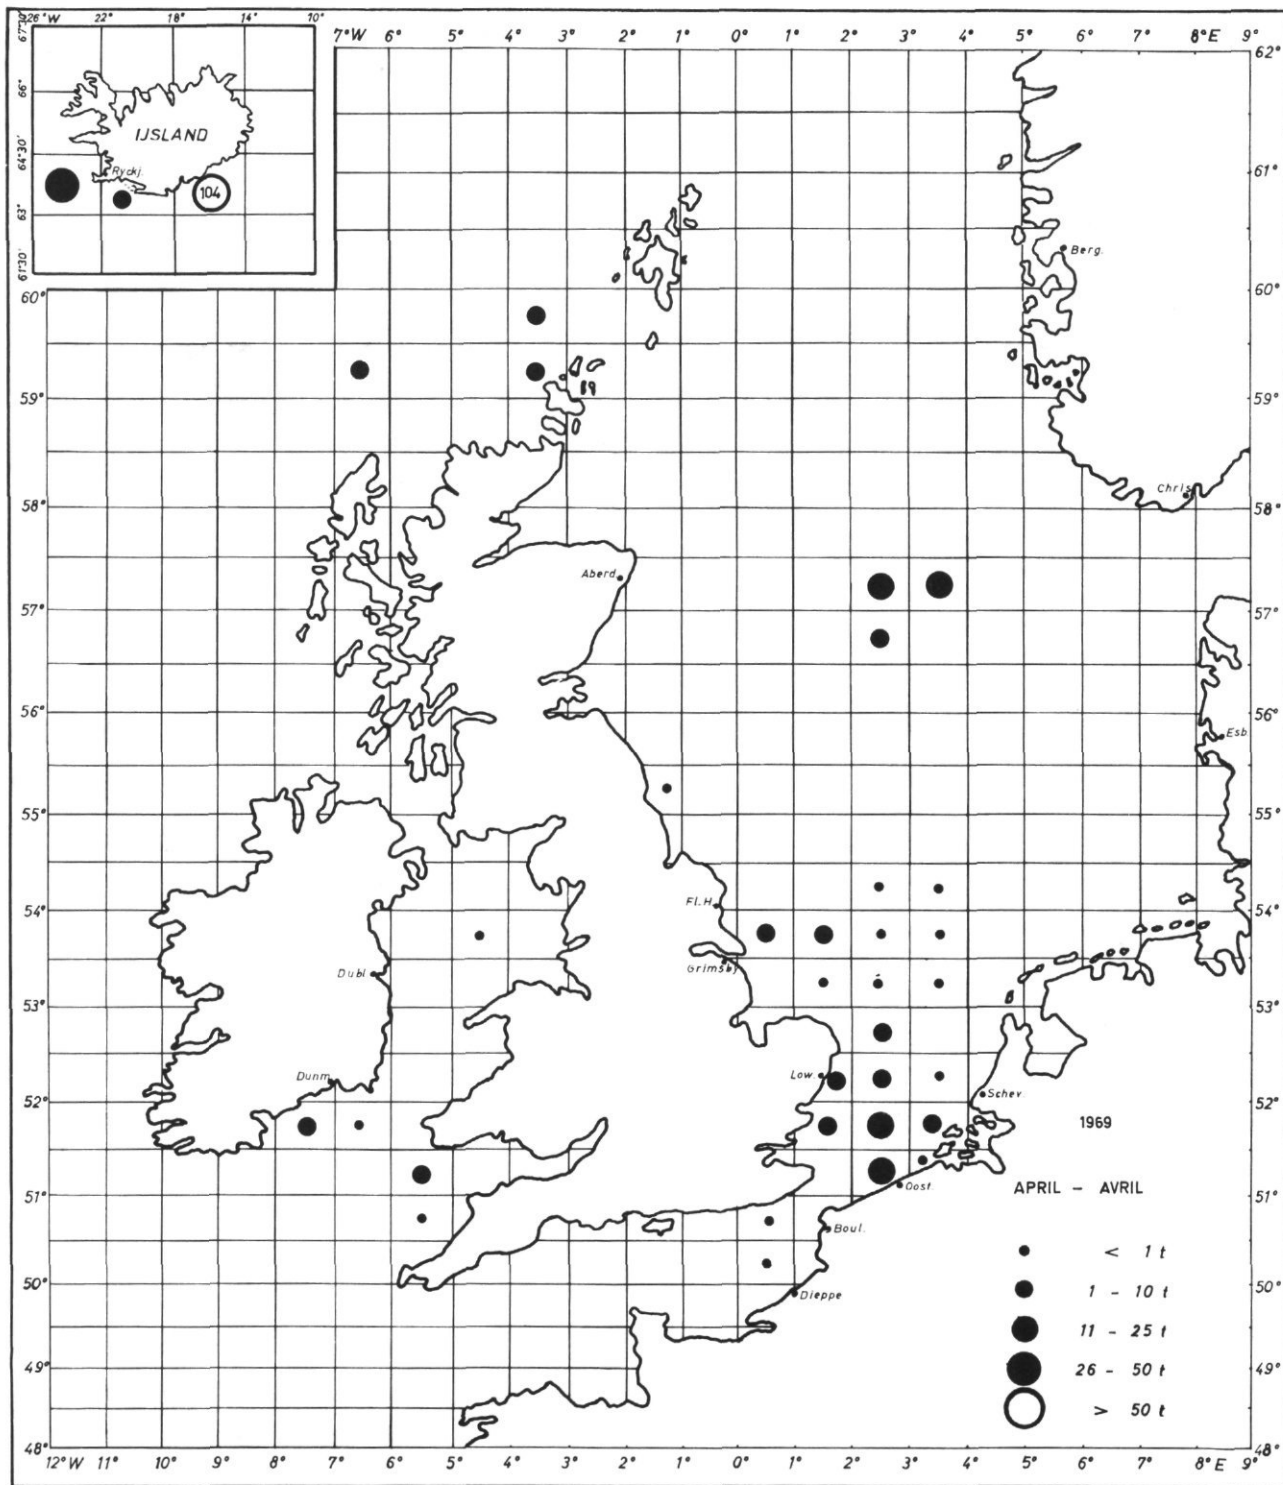 26°W 22° 18° 14° 10°
67°30'
66°
64°30'
63°
61°30'
IJSLAND
Ryckj.
104
7°W 6° 5° 4° 3° 2° 1° 0° 1° 2° 3° 4° 5° 6° 7° 8°E 9°
62°
61°
60° 60°
59° 59°
58° 58°
57° 57°
56° 56°
55° 55°
54° 54°
53° 53°
52° 52°
51° 51°
50° 50°
49° 49°
48° 48°
12°W 11° 10° 9° 8° 7° 6° 5° 4° 3° 2° 1° 0° 1° 2° 3° 4° 5° 6° 7° 8°E 9°
Berg.
Chris
Aberd.
Esb.
Fl.H.
Grimsby
Dubl
Dunm
Low.
Schev.
Oost.
Boul.
Dieppe
1969
APRIL - AVRIL
< 1 t
1 - 10 t
11 - 25 t
26 - 50 t
> 50 t